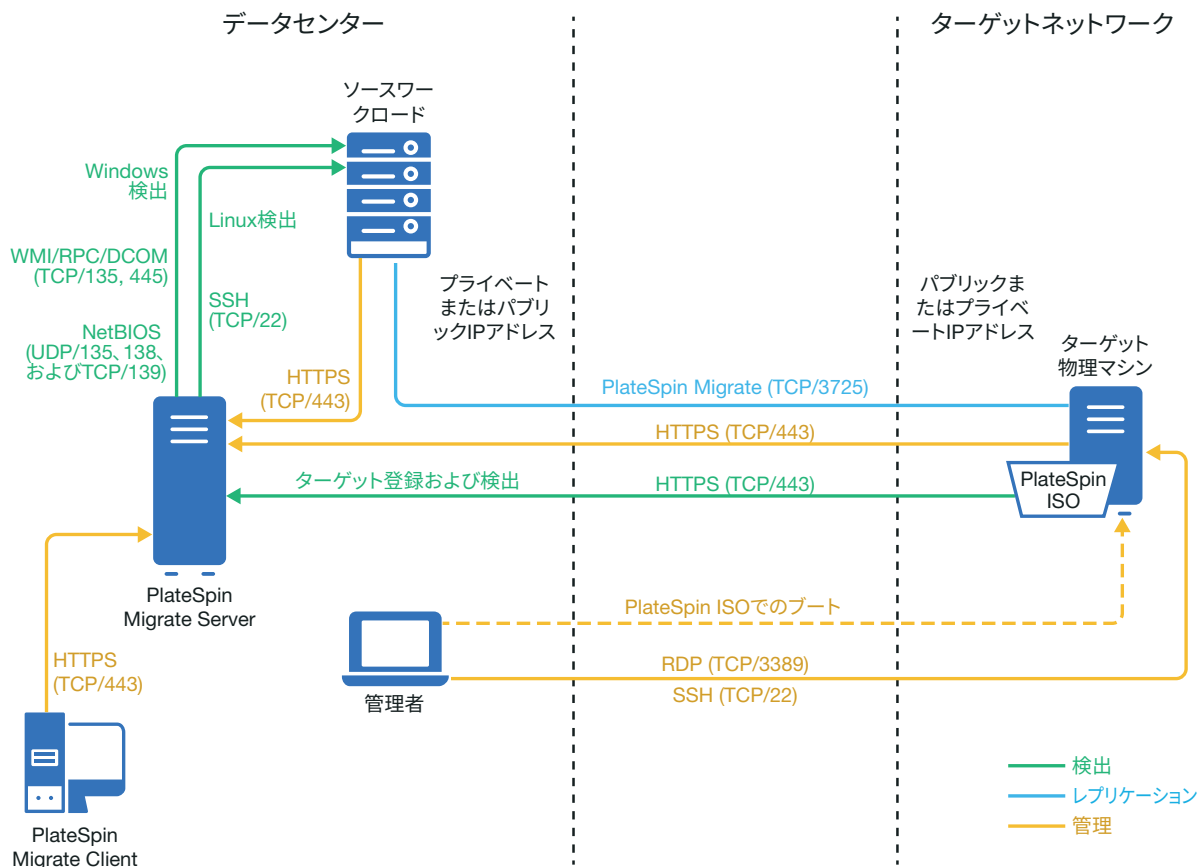 データセンター
ターゲットネットワーク
ソースワー
クロード
Windows
検出
Linux検出
WMI/RPC/DCOM
(TCP/135, 445)
SSH
(TCP/22)
NetBIOS
(UDP/135、138、
およびTCP/139)
プライベート
またはパブリ
ックIPアドレス
パブリックま
たはプライベ
ートIPアドレス
ターゲット
物理マシン
HTTPS
(TCP/443)
PlateSpin Migrate (TCP/3725)
HTTPS (TCP/443)
ターゲット登録および検出
HTTPS (TCP/443)
PlateSpin
ISO
PlateSpin
Migrate Server
PlateSpin ISOでのブート
HTTPS
(TCP/443)
RDP (TCP/3389)
SSH (TCP/22)
管理者
検出
レプリケーション
管理
PlateSpin
Migrate Client